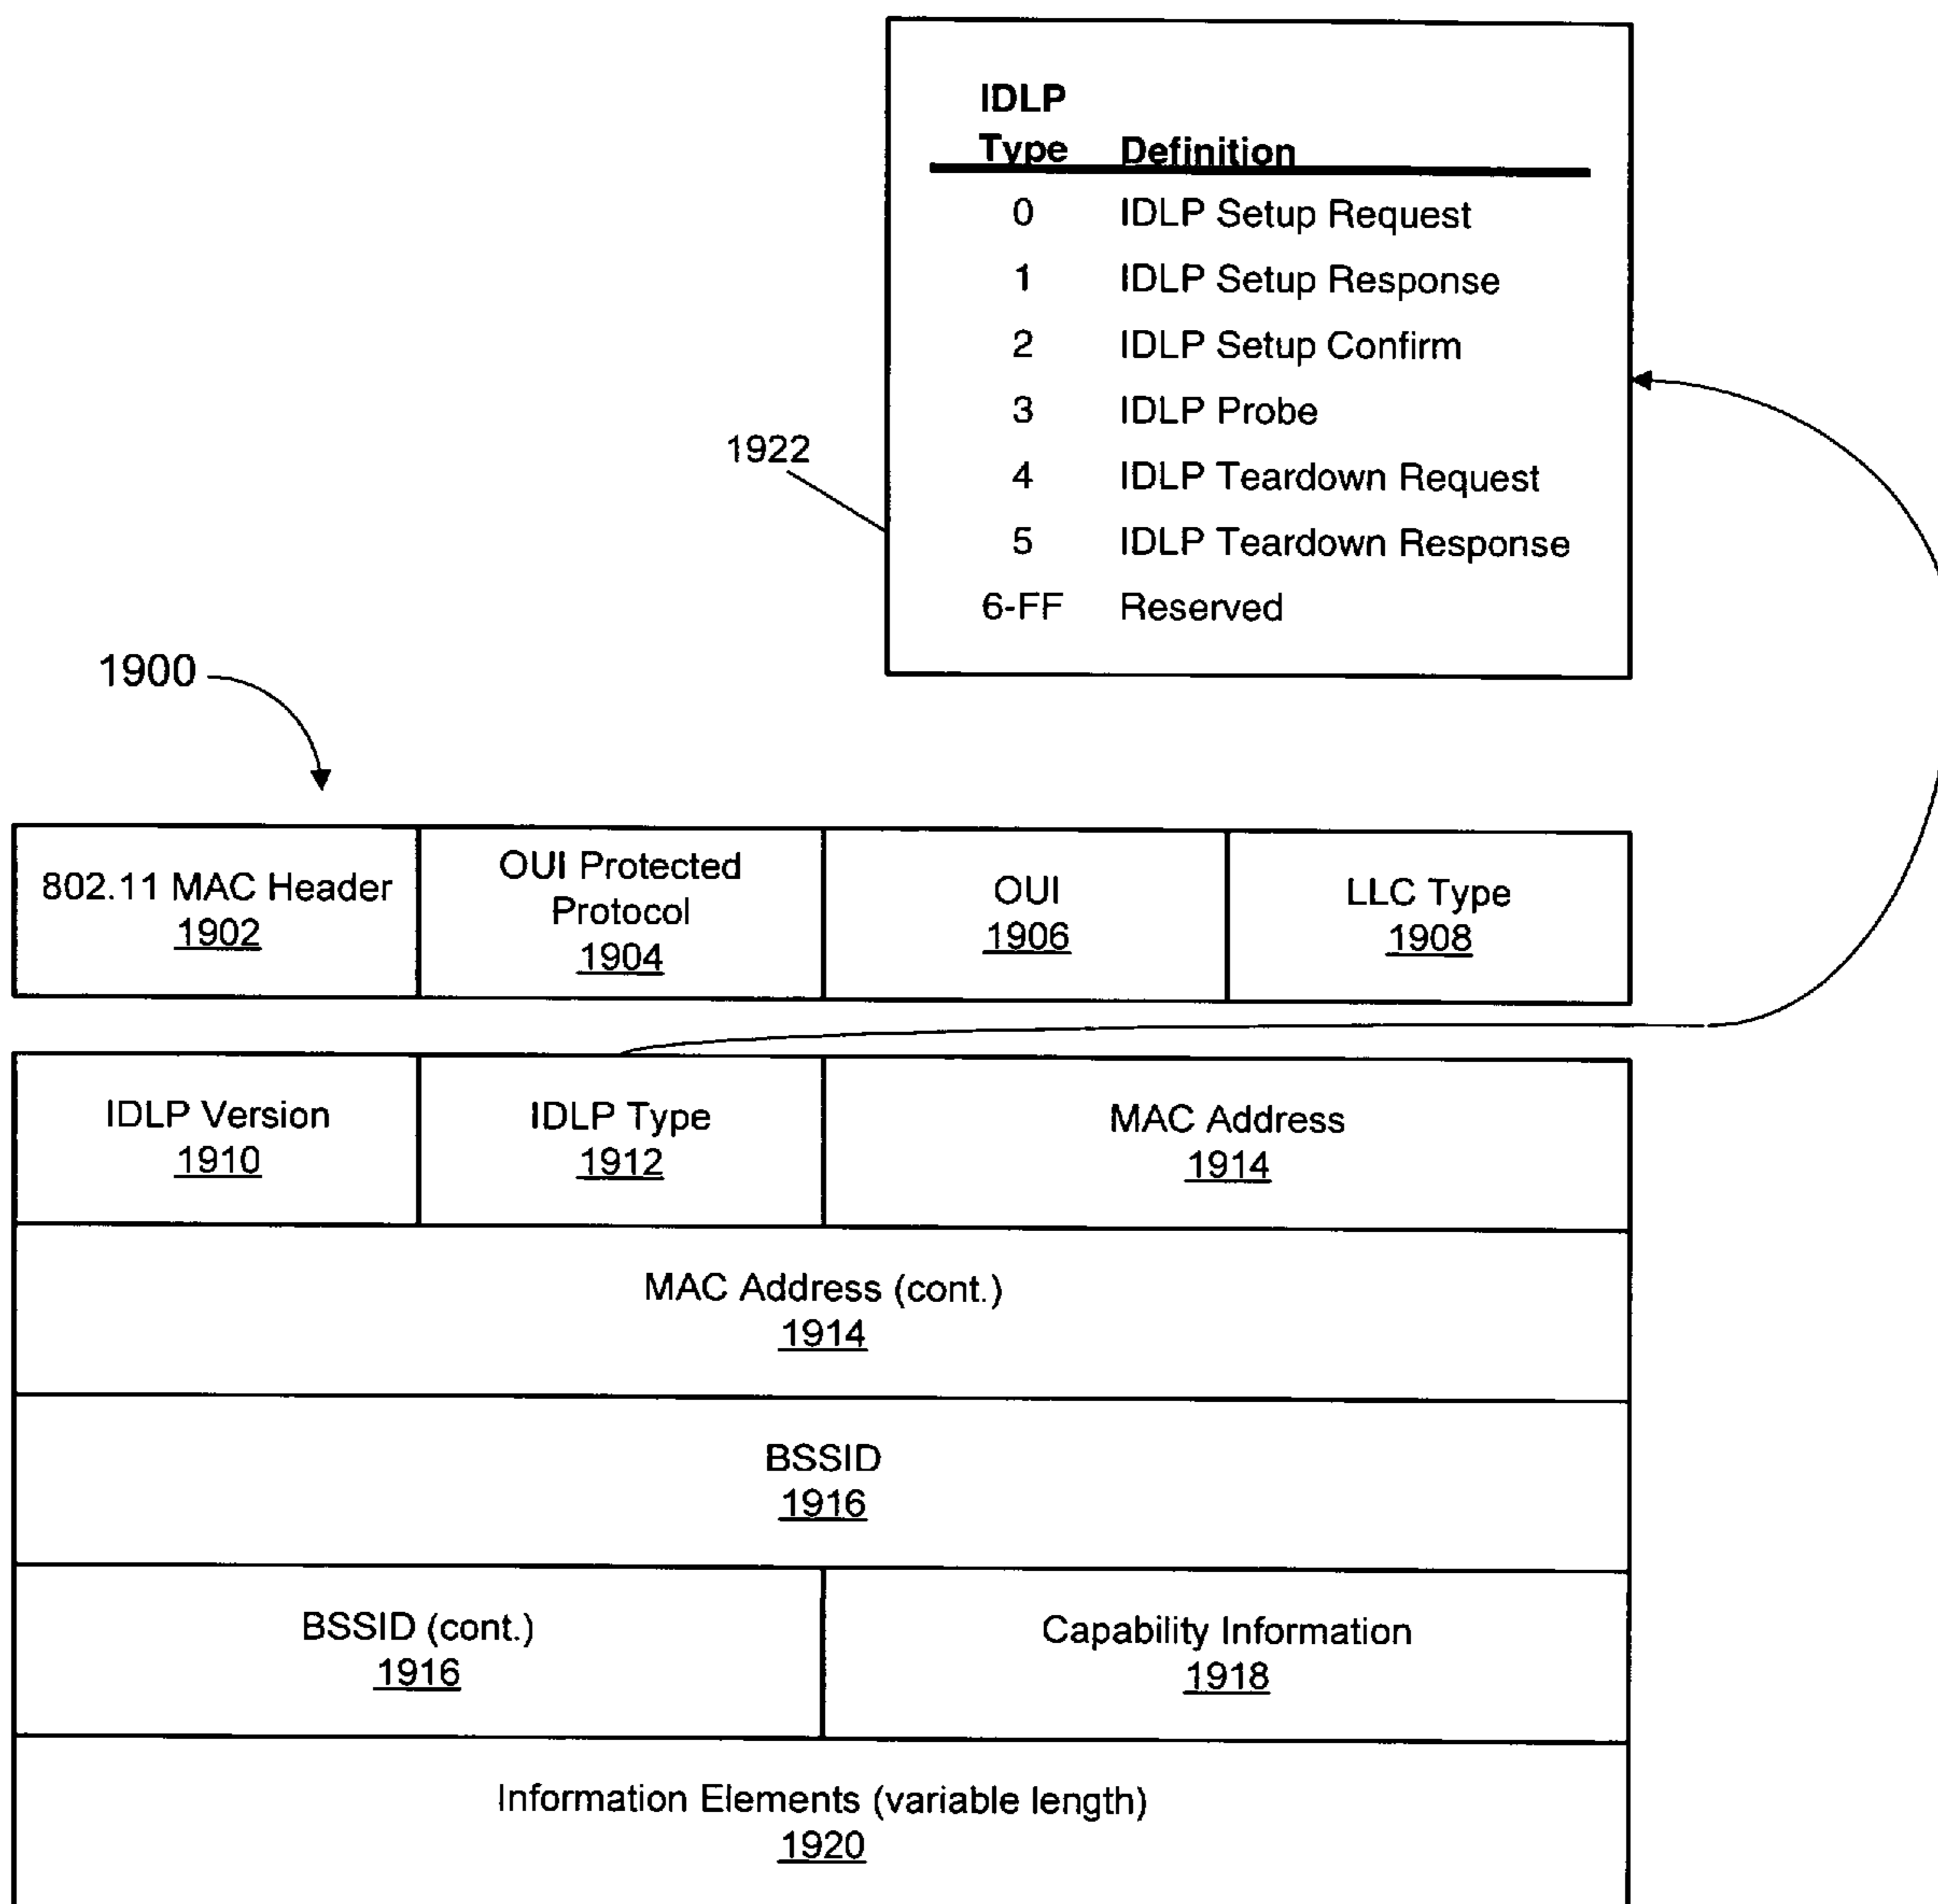 IDLP
Type Definition
0 IDLP Setup Request
1 IDLP Setup Response
2 IDLP Setup Confirm
3 IDLP Probe
4 IDLP Teardown Request
5 IDLP Teardown Response
6-FF Reserved
1922
1900
802.11 MAC Header
1902
OUI Protected
Protocol
1904
OUI
1906
LLC Type
1908
IDLP Version
1910
IDLP Type
1912
MAC Address
1914
MAC Address (cont.)
1914
BSSID
1916
BSSID (cont.)
1916
Capability Information
1918
Information Elements (variable length)
1920